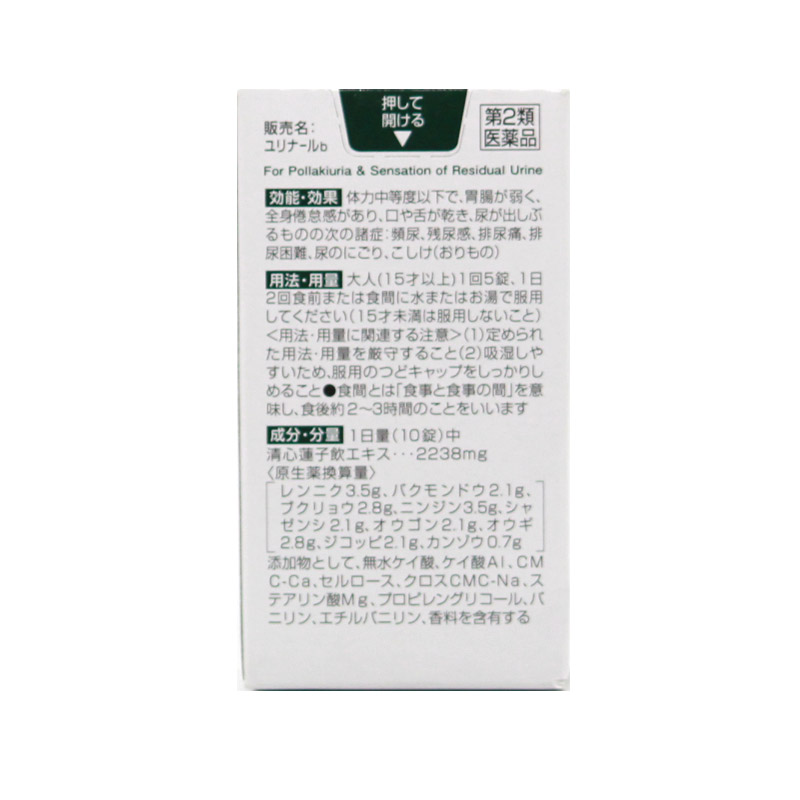 押して
開ける
第2類
医薬品
販売名：
ユリナールb
For Pollakiuria & Sensation of Residual Urine
効能・効果 体力中等度以下で、胃腸が弱く、
全身倦怠感があり、口や舌が乾き、尿が出しぶ
るものの次の諸症：頻尿、残尿感、排尿痛、排
尿困難、尿のにごり、こしけ（おりもの）
用法・用量 大人（15才以上）1回5錠、1日
2回食前または食間に水またはお湯で服用
してください（15才未満は服用しないこと）
＜用法・用量に関連する注意＞（1）定められ
た用法・用量を厳守すること（2）吸湿しや
すいため、服用のつどキャップをしっかりし
めること●食間とは「食事と食事の間」を意
味し、食後約2〜3時間のことをいいます
成分・分量 1日量（10錠）中
清心蓮子飲エキス・・・2238mg
〈原生薬換算量〉
レンニク3.5g、バクモンドウ2.1g、
ブクリョウ2.8g、ニンジン3.5g、シャ
ゼンシ2.1g、オウゴン2.1g、オウギ
2.8g、ジコッピ2.1g、カンゾウ0.7g
添加物として、無水ケイ酸、ケイ酸Al、CM
C-Ca、セルロース、クロスCMC-Na、ス
テアリン酸Mg、プロピレングリコール、バ
ニリン、エチルバニリン、香料を含有する